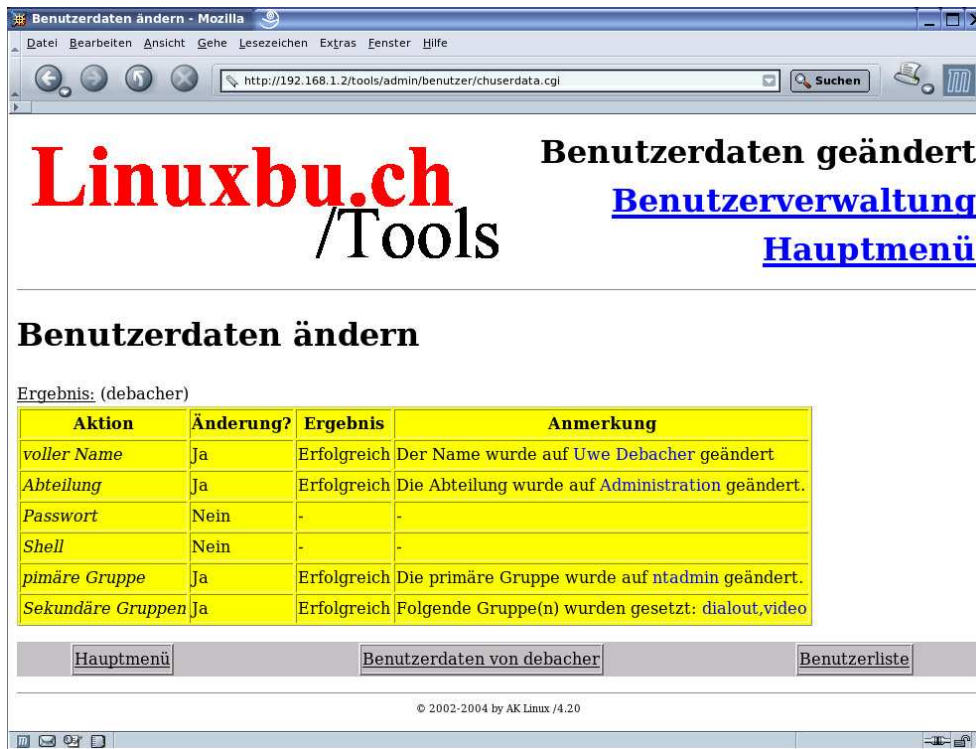 Benutzerdaten ändern - Mozilla
Datei Bearbeiten Ansicht Gehe Lesezeichen Extras Fenster Hilfe
http://192.168.1.2/tools/admin/benutzer/chuserdata.cgi Suchen
Linuxbu.ch
/Tools
Benutzerdaten geändert
Benutzerverwaltung
Hauptmenü
Benutzerdaten ändern
Ergebnis: (debacher)
Aktion Änderung? Ergebnis Anmerkung
voller Name Ja Erfolgreich Der Name wurde auf Uwe Debacher geändert
Abteilung Ja Erfolgreich Die Abteilung wurde auf Administration geändert.
Passwort Nein - -
Shell Nein - -
pimäre Gruppe Ja Erfolgreich Die primäre Gruppe wurde auf ntadmin geändert.
Sekundäre Gruppen Ja Erfolgreich Folgende Gruppe(n) wurden gesetzt: dialout,video
Hauptmenü Benutzerdaten von debacher Benutzerliste
© 2002-2004 by AK Linux /4.20